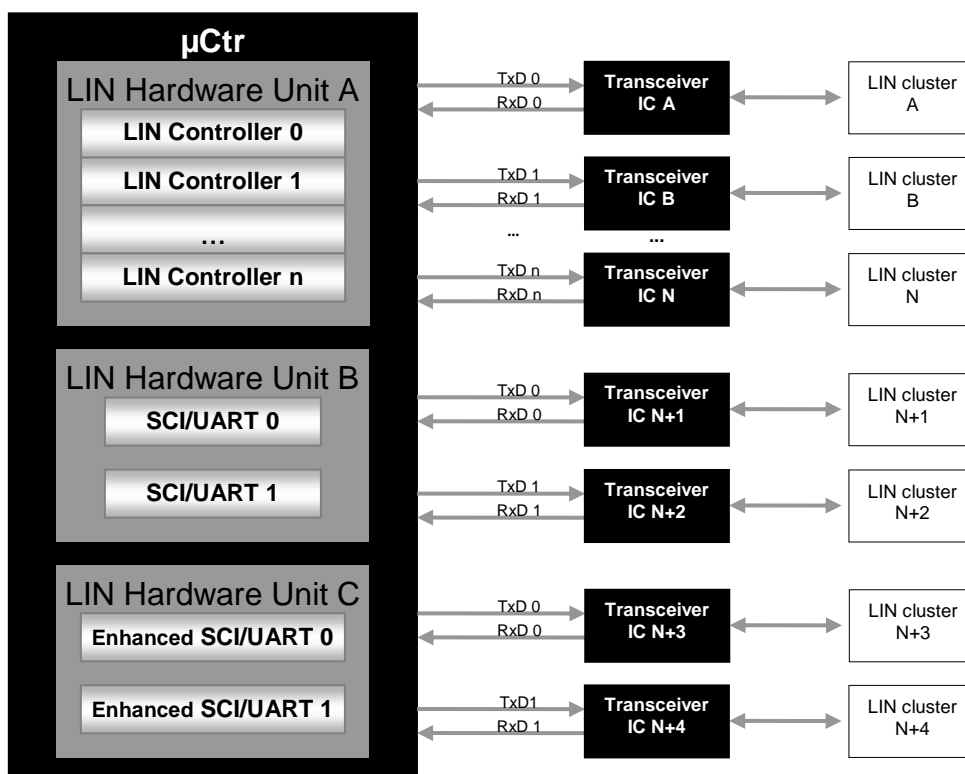 µCtr
LIN Hardware Unit A
LIN Controller 0
LIN Controller 1
...
LIN Controller n
TxD 0
RxD 0
Transceiver
IC A
LIN cluster
A
TxD 1
RxD 1
Transceiver
IC B
LIN cluster
B
...
...
TxD n
RxD n
Transceiver
IC N
LIN cluster
N
LIN Hardware Unit B
SCI/UART 0
SCI/UART 1
TxD 0
RxD 0
Transceiver
IC N+1
LIN cluster
N+1
TxD 1
RxD 1
Transceiver
IC N+2
LIN cluster
N+2
LIN Hardware Unit C
Enhanced SCI/UART 0
Enhanced SCI/UART 1
TxD 0
RxD 0
Transceiver
IC N+3
LIN cluster
N+3
TxD1
RxD 1
Transceiver
IC N+4
LIN cluster
N+4